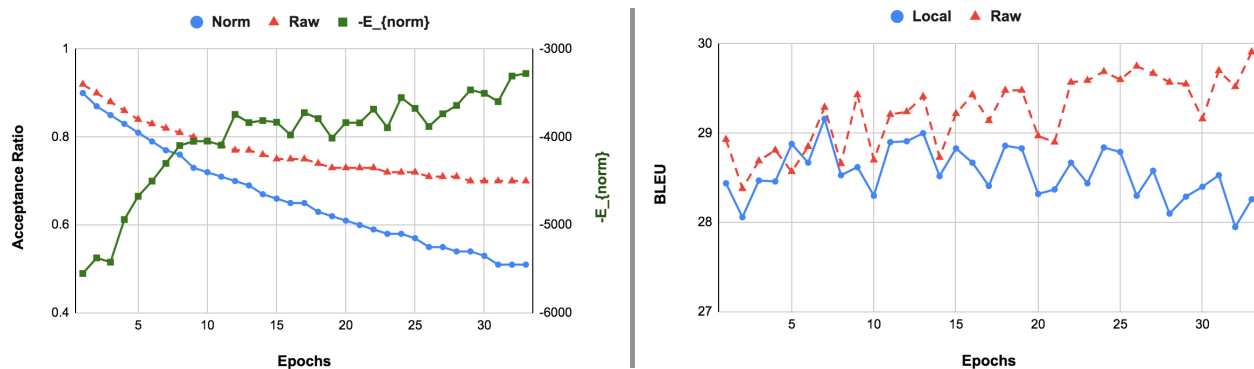 Norm Raw -E_{norm}
1
0.8
0.6
0.4
-3000
-4000
-5000
-6000
5 10 15 20 25 30
Acceptance Ratio
-E_{norm}
Epochs
Local Raw
30
29
28
27
5 10 15 20 25 30
BLEU
Epochs